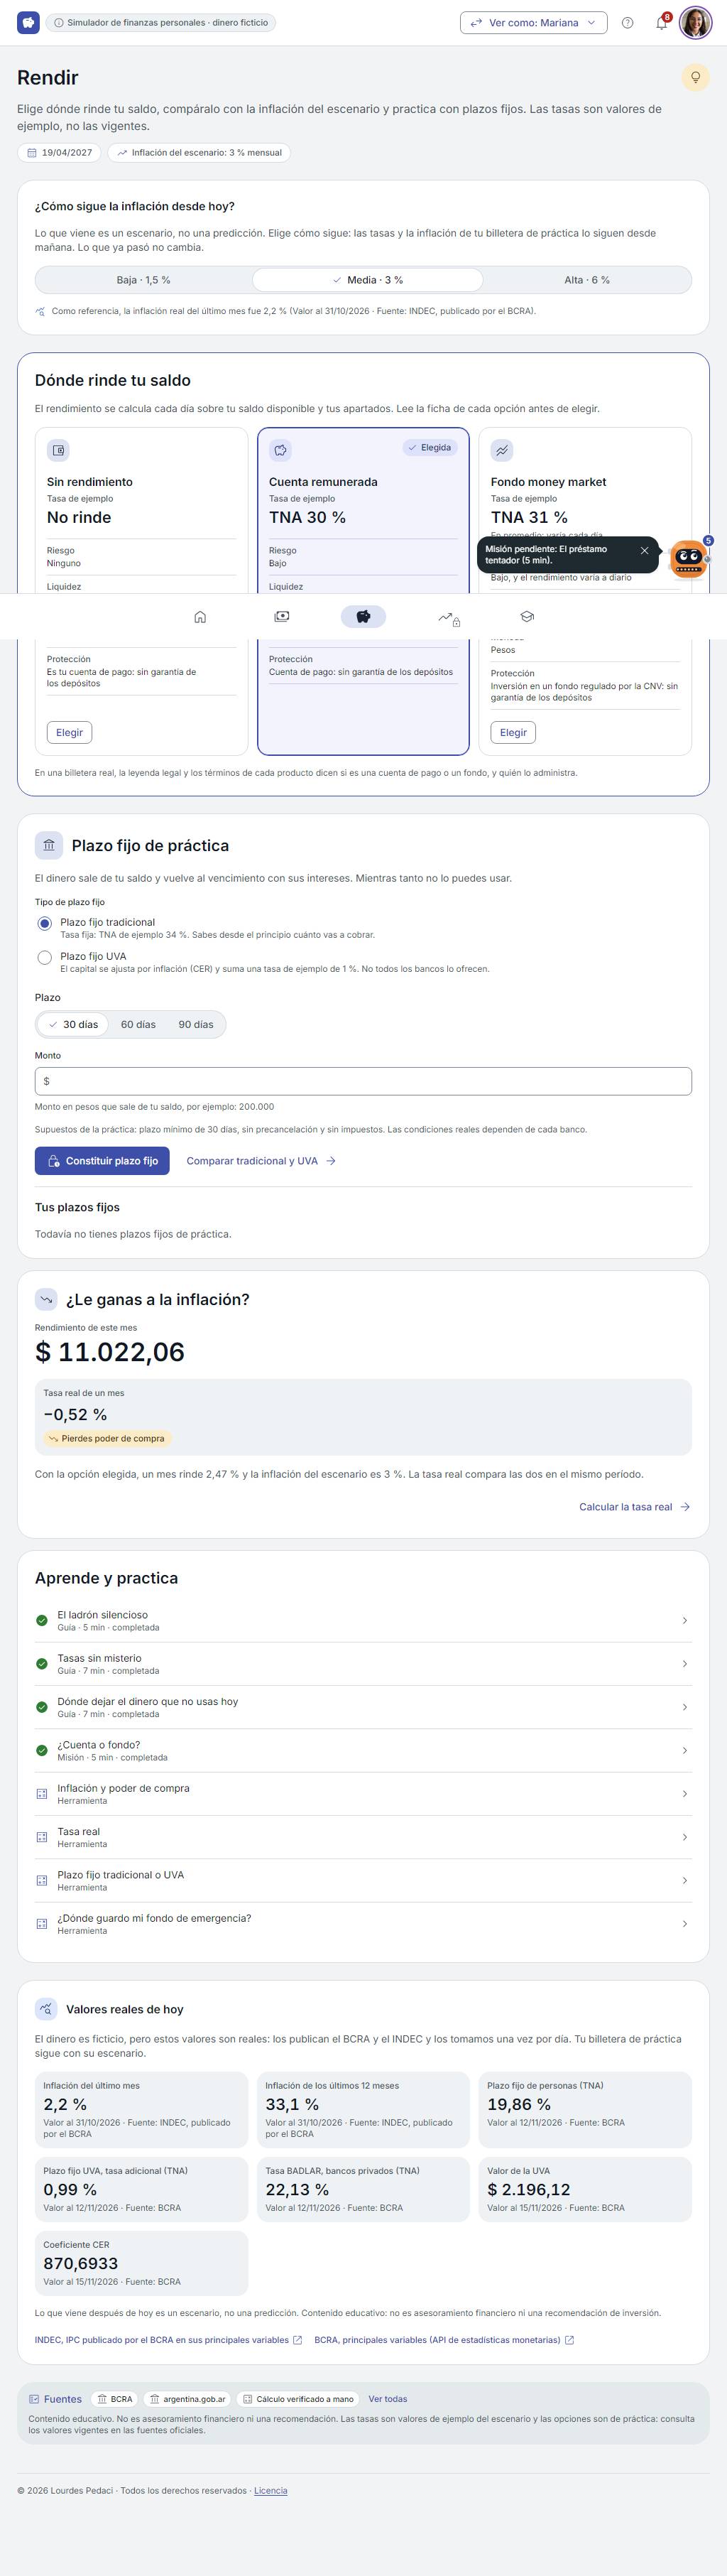 Simulador de finanzas personales · dinero ficticio
Ver como: Mariana
8
Rendir
Elige dónde rinde tu saldo, compáralo con la inflación del escenario y practica con plazos fijos. Las tasas son valores de
ejemplo, no las vigentes.
19/04/2027
Inflación del escenario: 3 % mensual
¿Cómo sigue la inflación desde hoy?
Lo que viene es un escenario, no una predicción. Elige cómo sigue: las tasas y la inflación de tu billetera de práctica lo siguen desde
mañana. Lo que ya pasó no cambia.
Baja · 1,5 %
Media · 3 %
Alta · 6 %
Como referencia, la inflación real del último mes fue 2,2 % (Valor al 31/10/2026 · Fuente: INDEC, publicado por el BCRA).
Dónde rinde tu saldo
El rendimiento se calcula cada día sobre tu saldo disponible y tus apartados. Lee la ficha de cada opción antes de elegir.
Sin rendimiento
Tasa de ejemplo
No rinde
Riesgo
Ninguno
Liquidez
Protección
Es tu cuenta de pago: sin garantía de
los depósitos
Elegir
Elegida
Cuenta remunerada
Tasa de ejemplo
TNA 30 %
Riesgo
Bajo
Liquidez
Protección
Cuenta de pago: sin garantía de los depósitos
Fondo money market
Tasa de ejemplo
TNA 31 %
En promedio: varía cada día
Misión pendiente: El préstamo
tentador (5 min).
5
Bajo, y el rendimiento varía a diario
Pesos
Protección
Inversión en un fondo regulado por la CNV: sin
garantía de los depósitos
Elegir
En una billetera real, la leyenda legal y los términos de cada producto dicen si es una cuenta de pago o un fondo, y quién lo administra.
Plazo fijo de práctica
El dinero sale de tu saldo y vuelve al vencimiento con sus intereses. Mientras tanto no lo puedes usar.
Tipo de plazo fijo
Plazo fijo tradicional
Tasa fija: TNA de ejemplo 34 %. Sabes desde el principio cuánto vas a cobrar.
Plazo fijo UVA
El capital se ajusta por inflación (CER) y suma una tasa de ejemplo de 1 %. No todos los bancos lo ofrecen.
Plazo
30 días
60 días
90 días
Monto
$
Monto en pesos que sale de tu saldo, por ejemplo: 200.000
Supuestos de la práctica: plazo mínimo de 30 días, sin precancelación y sin impuestos. Las condiciones reales dependen de cada banco.
Constituir plazo fijo
Comparar tradicional y UVA
Tus plazos fijos
Todavía no tienes plazos fijos de práctica.
¿Le ganas a la inflación?
Rendimiento de este mes
$ 11.022,06
Tasa real de un mes
−0,52 %
Pierdes poder de compra
Con la opción elegida, un mes rinde 2,47 % y la inflación del escenario es 3 %. La tasa real compara las dos en el mismo periodo.
Calcular la tasa real
Aprende y practica
El ladrón silencioso
Guía · 5 min · completada
Tasas sin misterio
Guía · 7 min · completada
Dónde dejar el dinero que no usas hoy
Guía · 7 min · completada
¿Cuenta o fondo?
Misión · 5 min · completada
Inflación y poder de compra
Herramienta
Tasa real
Herramienta
Plazo fijo tradicional o UVA
Herramienta
¿Dónde guardo mi fondo de emergencia?
Herramienta
Valores reales de hoy
El dinero es ficticio, pero estos valores son reales: los publican el BCRA y el INDEC y los tomamos una vez por día. Tu billetera de práctica
sigue con su escenario.
Inflación del último mes
2,2 %
Valor al 31/10/2026 · Fuente: INDEC, publicado
por el BCRA
Inflación de los últimos 12 meses
33,1 %
Valor al 31/10/2026 · Fuente: INDEC, publicado
por el BCRA
Plazo fijo de personas (TNA)
19,86 %
Valor al 12/11/2026 · Fuente: BCRA
Plazo fijo UVA, tasa adicional (TNA)
0,99 %
Valor al 12/11/2026 · Fuente: BCRA
Tasa BADLAR, bancos privados (TNA)
22,13 %
Valor al 12/11/2026 · Fuente: BCRA
Valor de la UVA
$ 2.196,12
Valor al 15/11/2026 · Fuente: BCRA
Coeficiente CER
870,6933
Valor al 15/11/2026 · Fuente: BCRA
Lo que viene después de hoy es un escenario, no una predicción. Contenido educativo: no es asesoramiento financiero ni una recomendación de inversión.
INDEC, IPC publicado por el BCRA en sus principales variables
BCRA, principales variables (API de estadísticas monetarias)
Fuentes
BCRA
argentina.gob.ar
Cálculo verificado a mano
Ver todas
Contenido educativo. No es asesoramiento financiero ni una recomendación. Las tasas son valores de ejemplo del escenario y las opciones son de práctica: consulta
los valores vigentes en las fuentes oficiales.
© 2026 Lourdes Pedaci · Todos los derechos reservados · Licencia